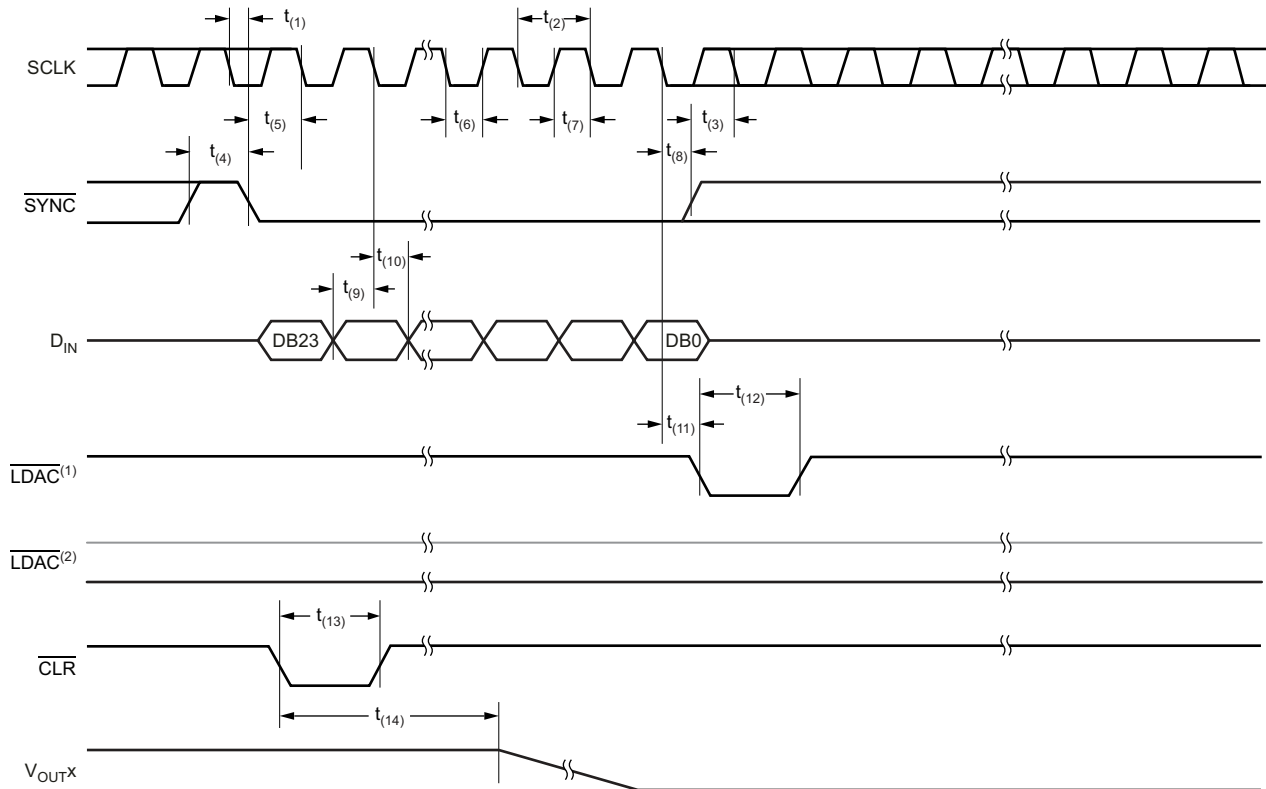 t(1)
t(2)
SCLK
t(5)
t(6)
t(7)
t(3)
t(4)
t(8)
SYNC
t(10)
t(9)
DIN
DB23
DB0
t(12)
t(11)
LDAC(1)
LDAC(2)
t(13)
CLR
t(14)
VOUTx